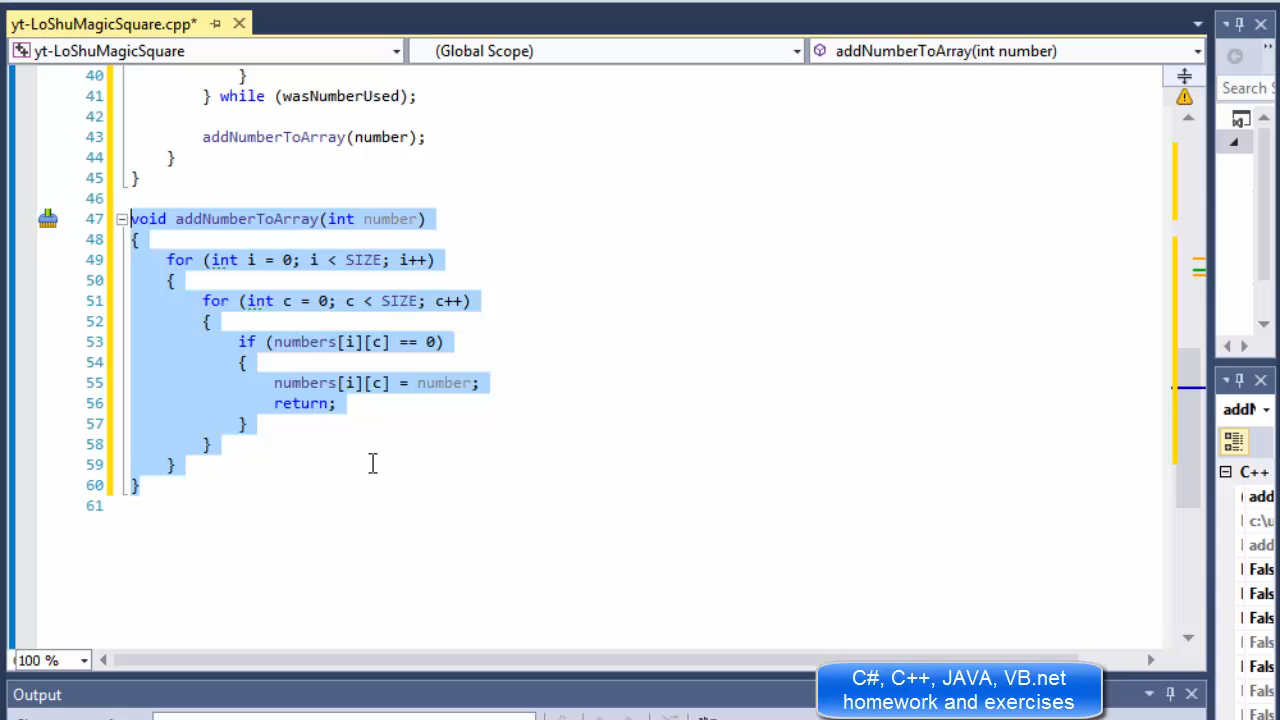 yt-LoShuMagicSquare.cpp*
yt-LoShuMagicSquare (Global Scope) addNumberToArray(int number)
40 }
41 } while (wasNumberUsed);
42
43 addNumberToArray(number);
44 }
45 }
46
47 void addNumberToArray(int number)
48 {
49 for (int i = 0; i < SIZE; i++)
50 {
51 for (int c = 0; c < SIZE; c++)
52 {
53 if (numbers[i][c] == 0)
54 {
55 numbers[i][c] = number;
56 return;
57 }
58 }
59 }
60 }
61
100 %
Output
Search S
addN
C++
add
c:\u
add
Fals
Fals
Fals
Fals
Fals
Fals
Fals
C#, C++, JAVA, VB.net
homework and exercises